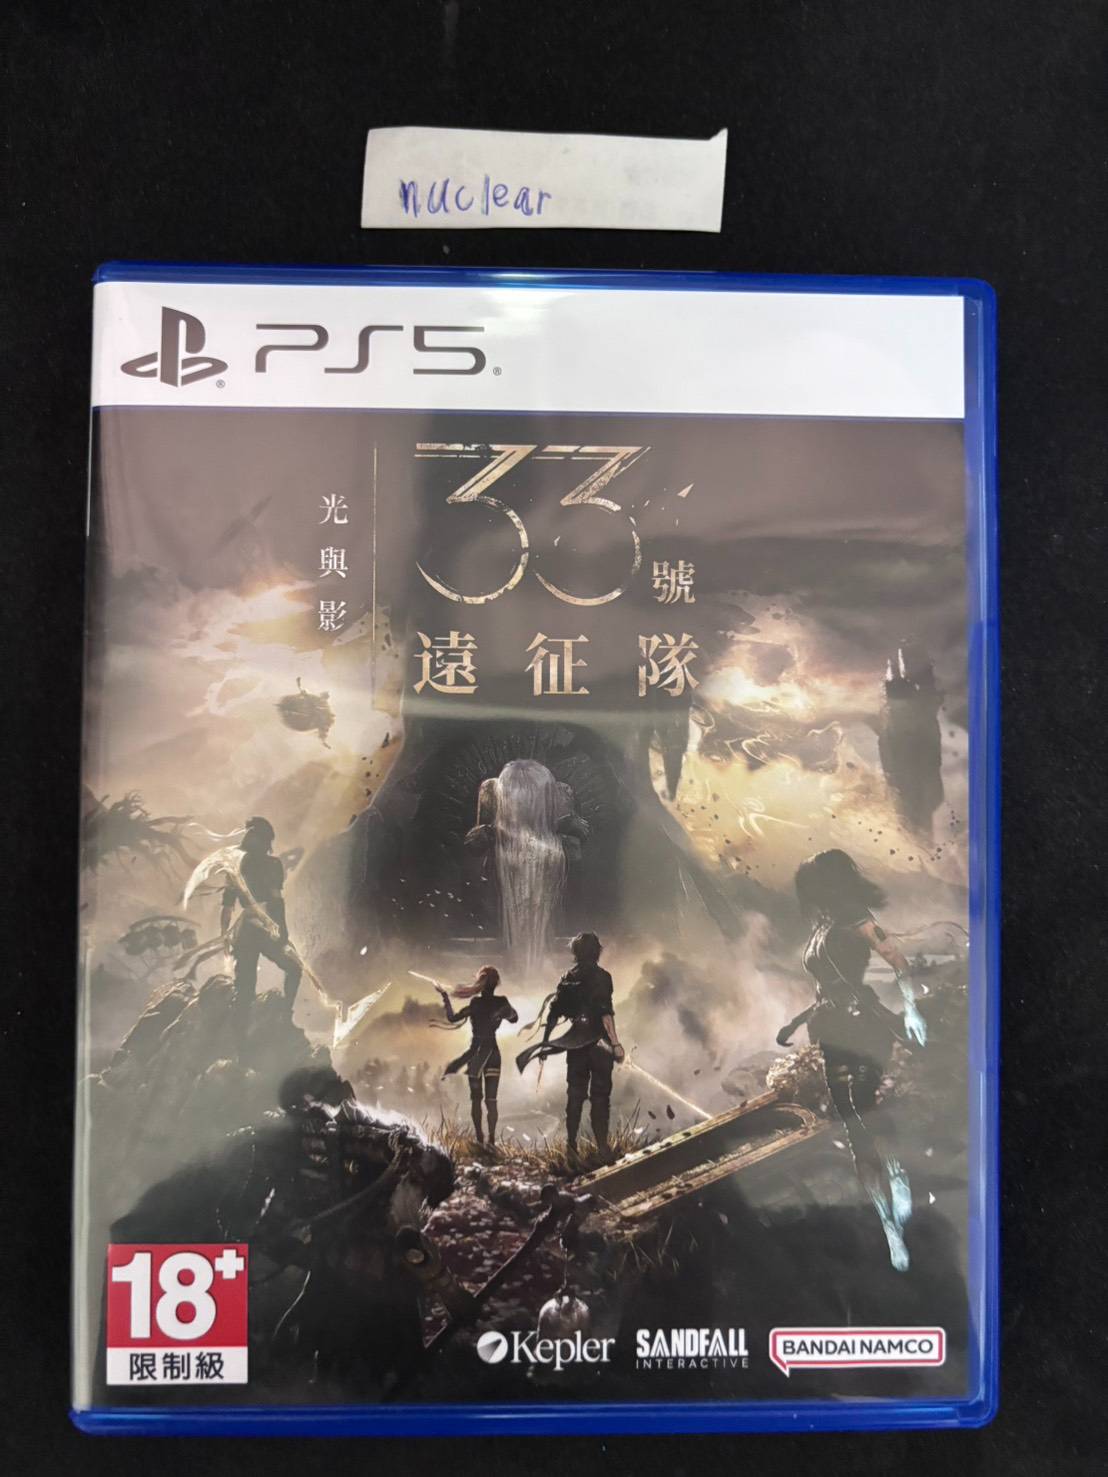 nuclear
PS5
光與影
33號
遠征隊
18+
限制級
Kepler
SANDFALL
INTERACTIVE
BANDAI NAMCO